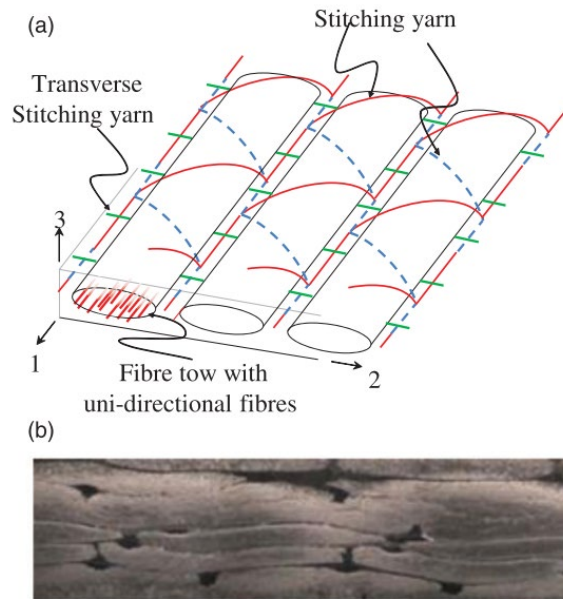 (a)
Stitching yarn
Transverse
Stitching yarn
3
1
2
Fibre tow with
uni-directional fibres
(b)